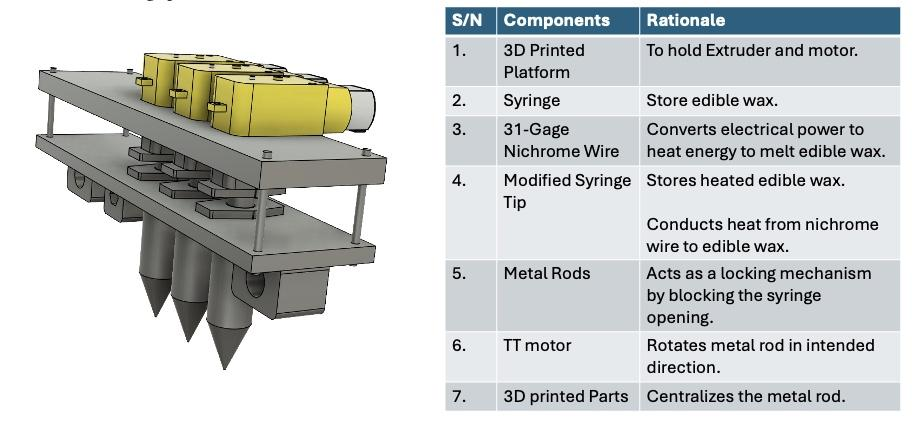 S/N Components Rationale
1. 3D Printed Platform To hold Extruder and motor.
2. Syringe Store edible wax.
3. 31-Gage Nichrome Wire Converts electrical power to heat energy to melt edible wax.
4. Modified Syringe Tip Stores heated edible wax.
Conducts heat from nichrome wire to edible wax.
5. Metal Rods Acts as a locking mechanism by blocking the syringe opening.
6. TT motor Rotates metal rod in intended direction.
7. 3D printed Parts Centralizes the metal rod.